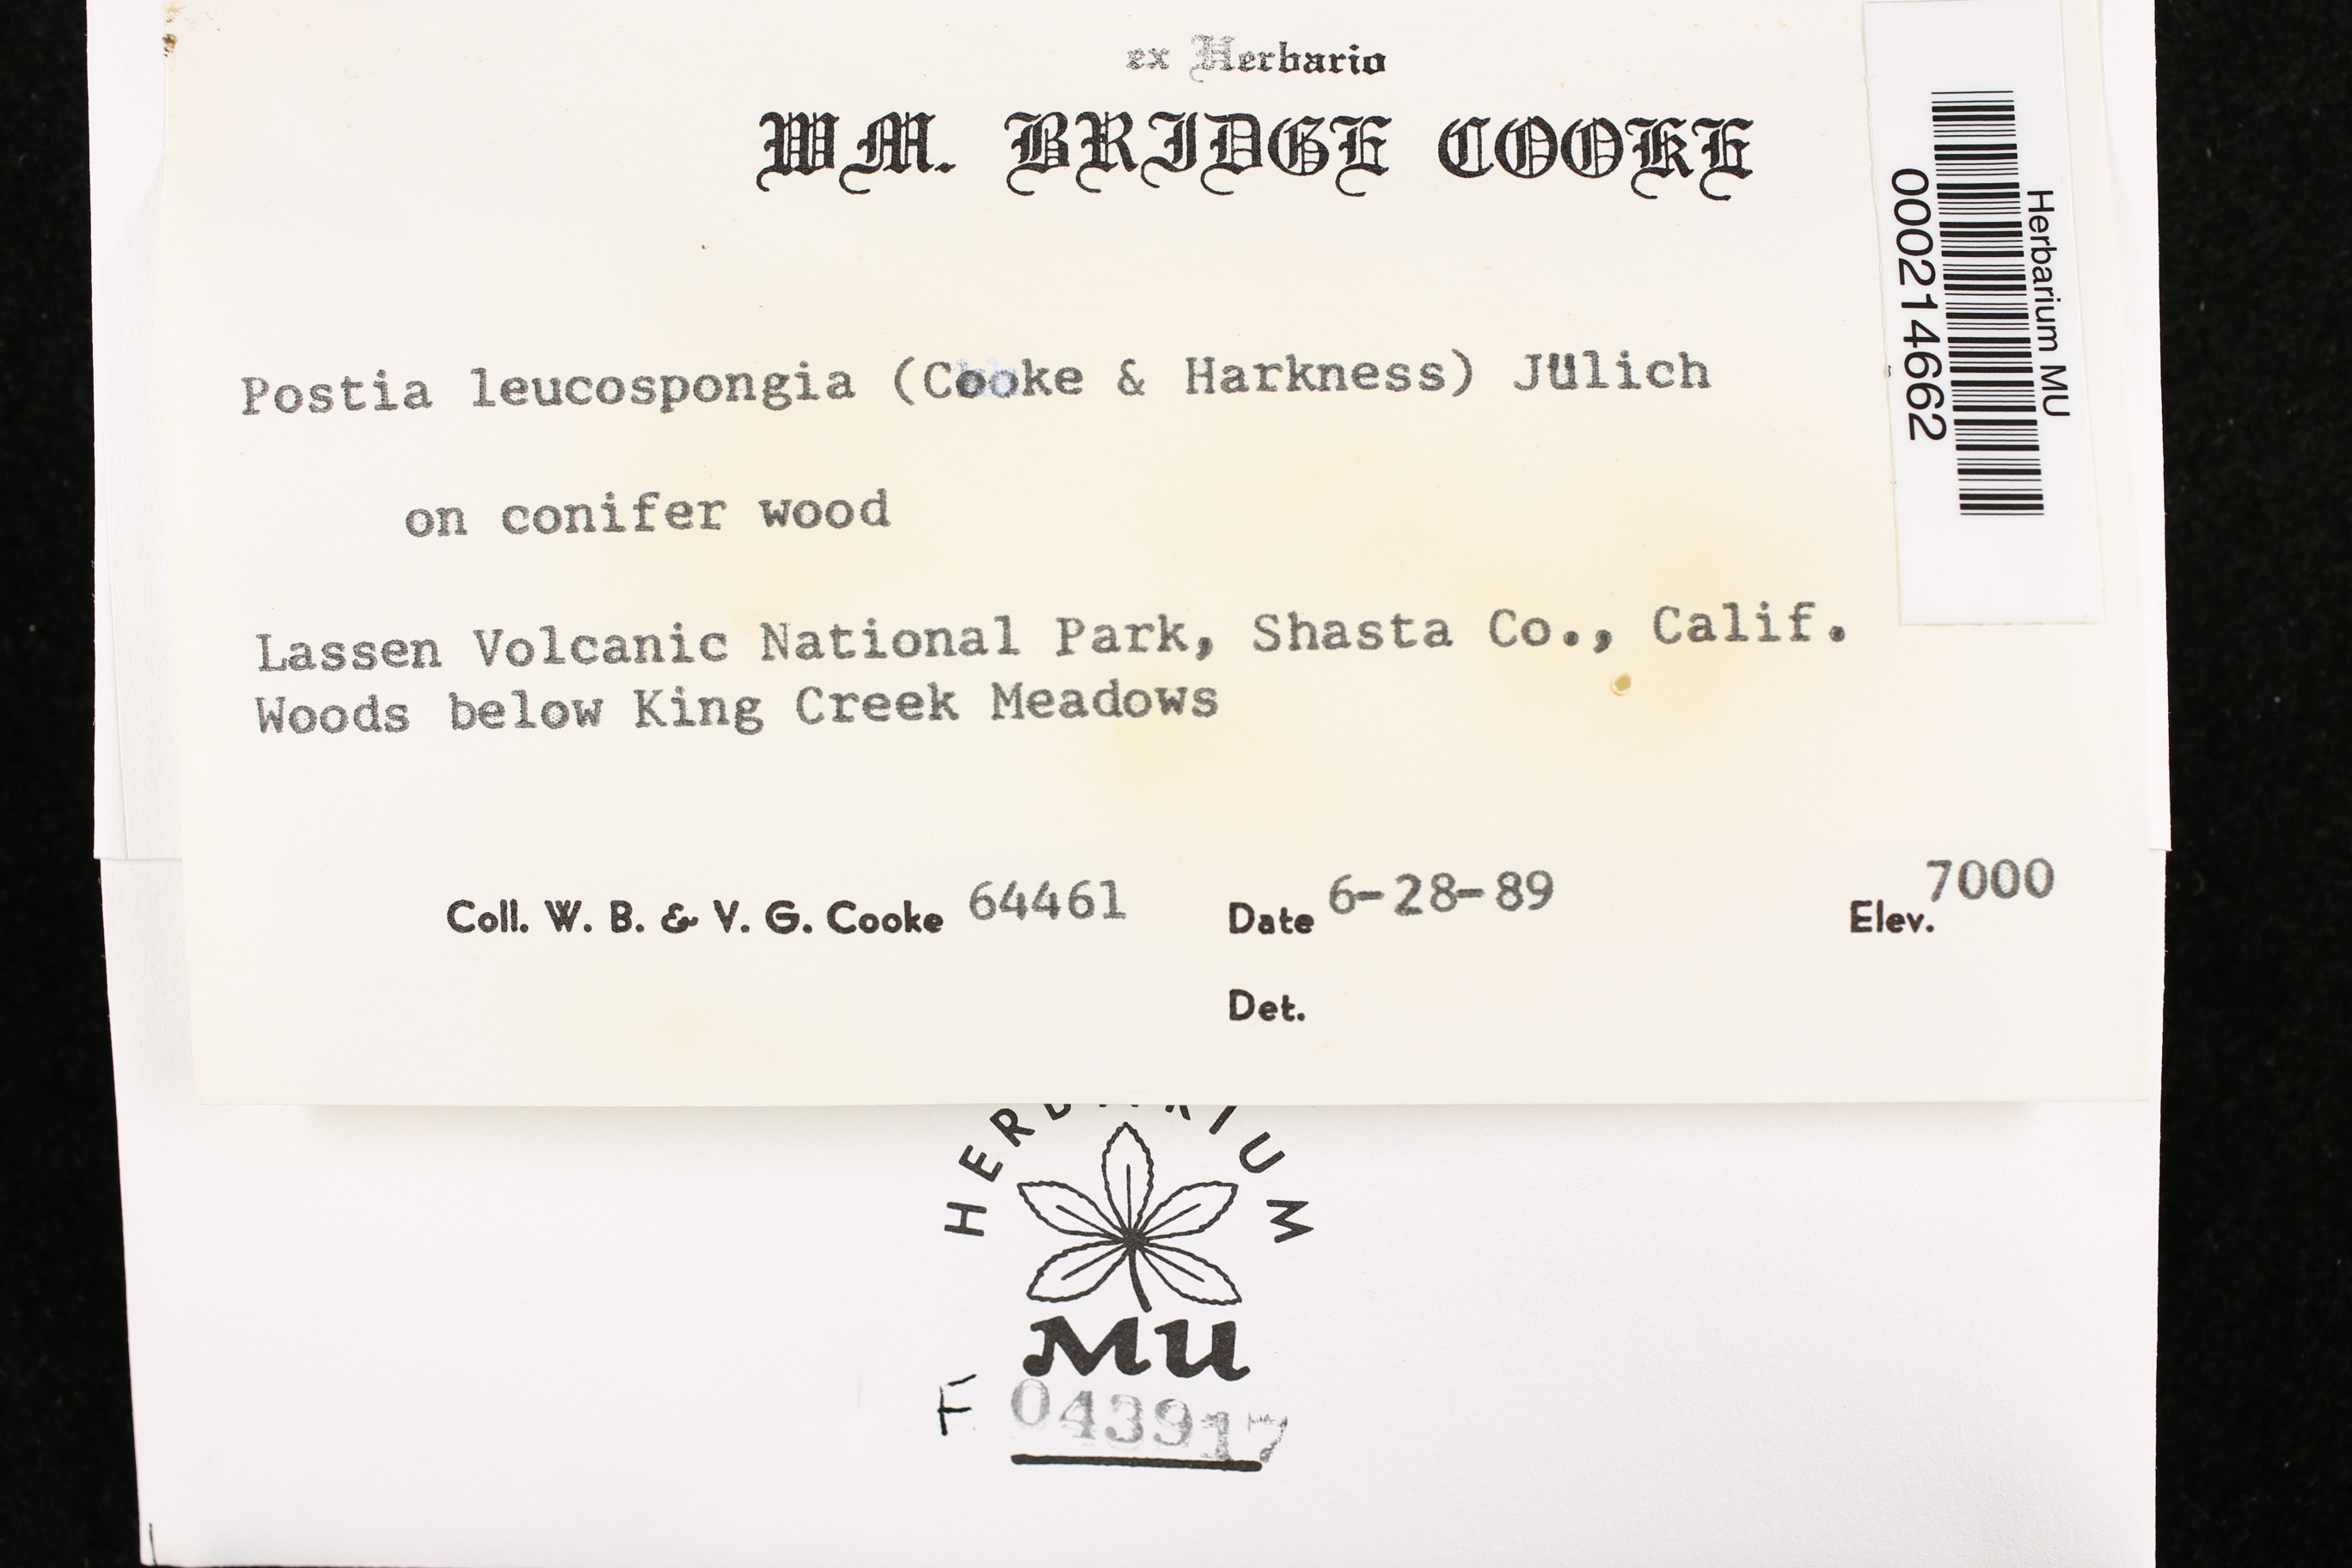 ex Herbario
WM. BRIDGE COOKE
Herbarium MU
000214662
Postia leucospongia (Cooke & Harkness) Jülich
on conifer wood
Lassen Volcanic National Park, Shasta Co., Calif.
Woods below King Creek Meadows
Coll. W. B. & V. G. Cooke 64461 Date 6-28-89 Elev. 7000
Det.
HERBARIUM
MU
F 043917